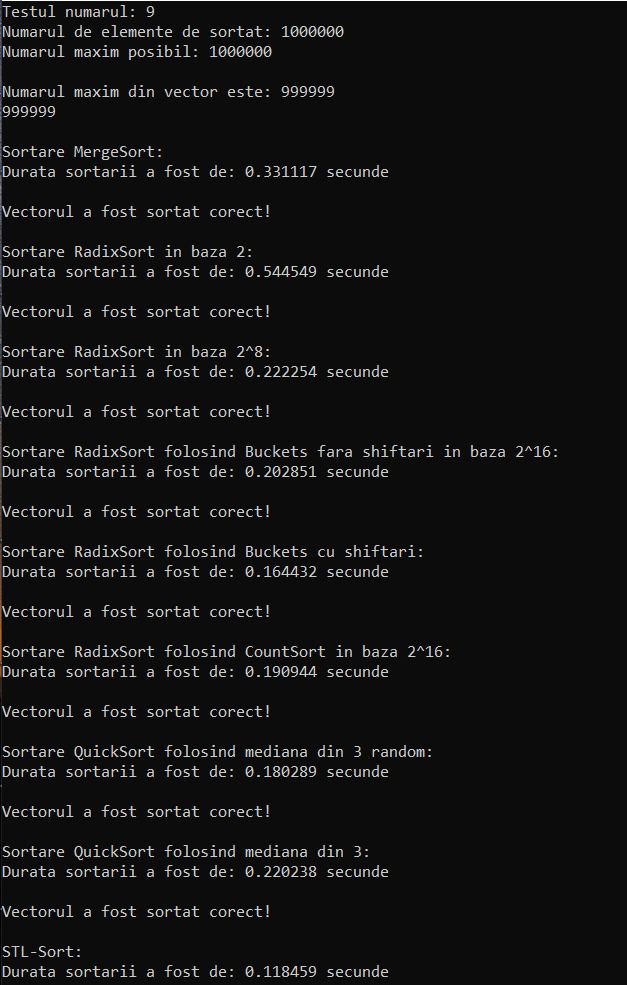 Testul numarul: 9
Numarul de elemente de sortat: 1000000
Numarul maxim posibil: 1000000
Numarul maxim din vector este: 999999
999999
Sortare MergeSort:
Durata sortarii a fost de: 0.331117 secunde
Vectorul a fost sortat corect!
Sortare RadixSort in baza 2:
Durata sortarii a fost de: 0.544549 secunde
Vectorul a fost sortat corect!
Sortare RadixSort in baza 2^8:
Durata sortarii a fost de: 0.222254 secunde
Vectorul a fost sortat corect!
Sortare RadixSort folosind Buckets fara shiftari in baza 2^16:
Durata sortarii a fost de: 0.202851 secunde
Vectorul a fost sortat corect!
Sortare RadixSort folosind Buckets cu shiftari:
Durata sortarii a fost de: 0.164432 secunde
Vectorul a fost sortat corect!
Sortare RadixSort folosind CountSort in baza 2^16:
Durata sortarii a fost de: 0.190944 secunde
Vectorul a fost sortat corect!
Sortare QuickSort folosind mediana din 3 random:
Durata sortarii a fost de: 0.180289 secunde
Vectorul a fost sortat corect!
Sortare QuickSort folosind mediana din 3:
Durata sortarii a fost de: 0.220238 secunde
Vectorul a fost sortat corect!
STL-Sort:
Durata sortarii a fost de: 0.118459 secunde